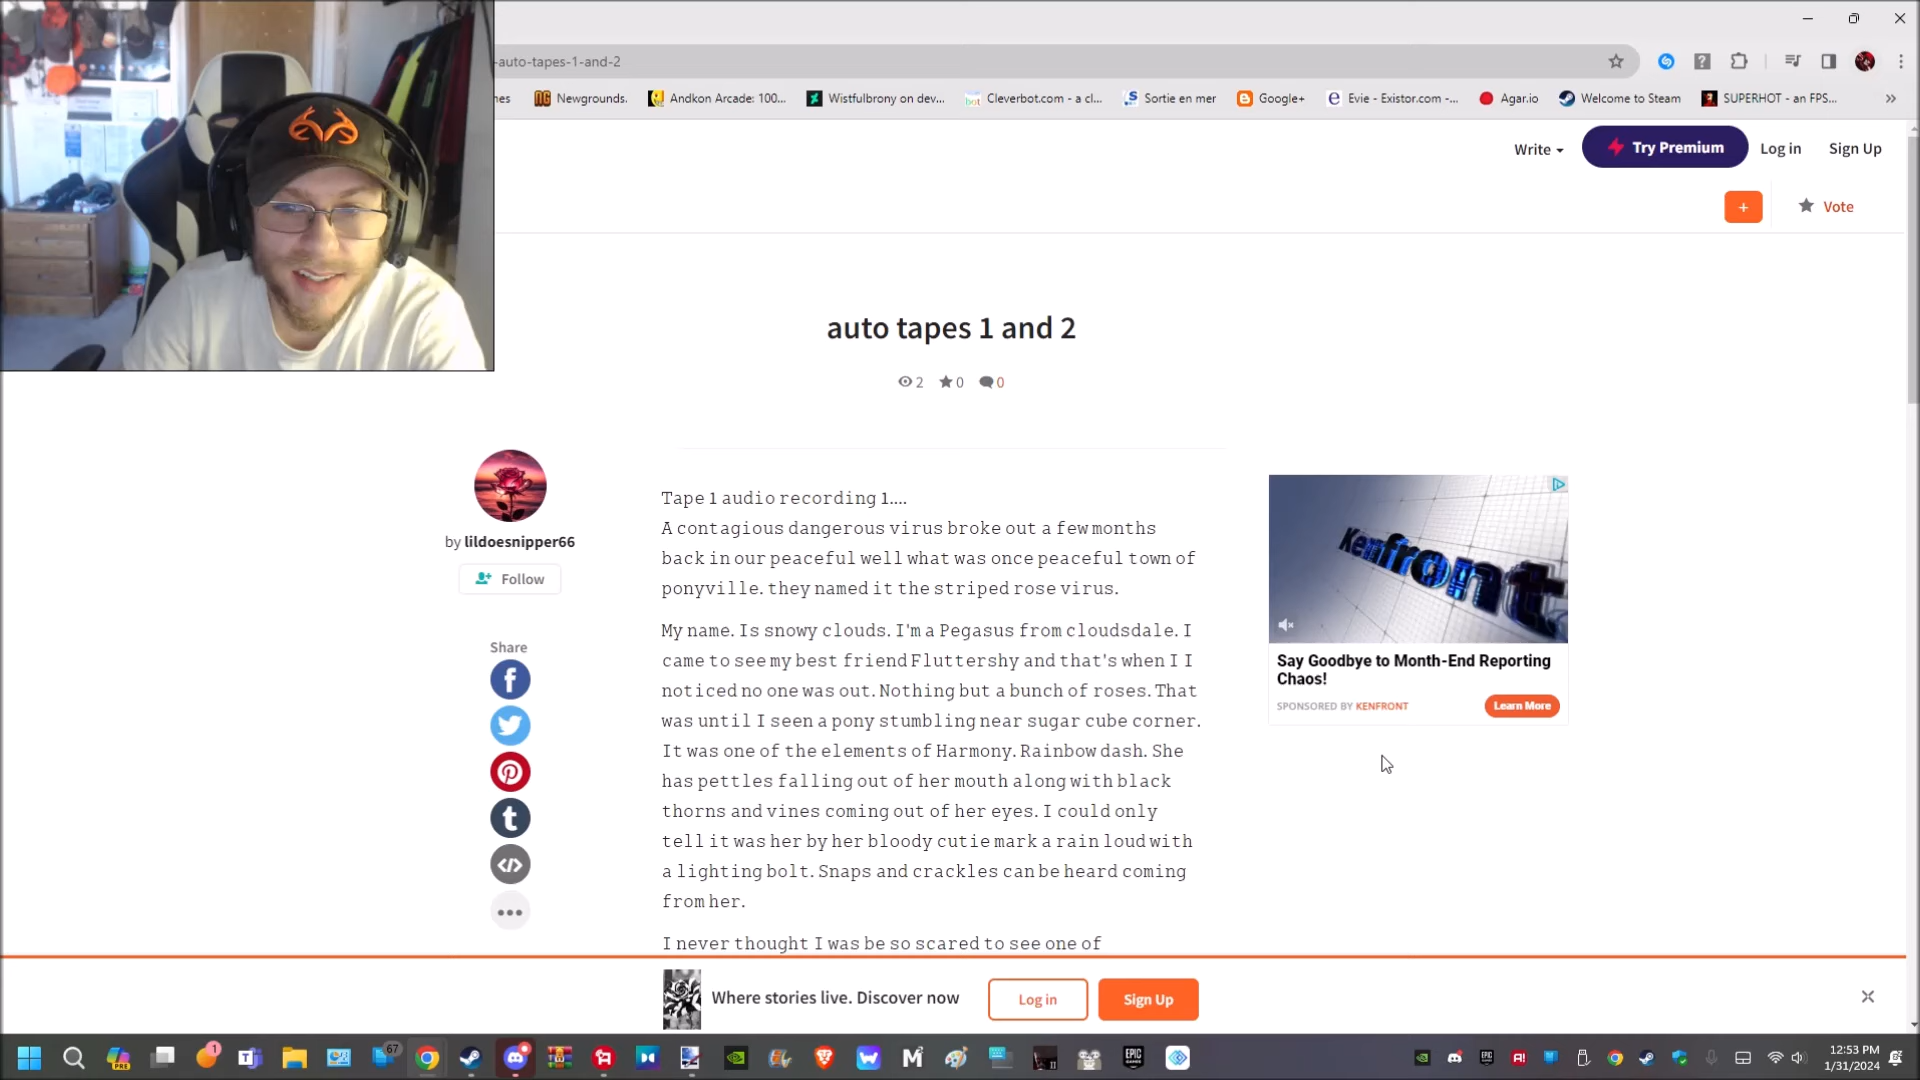 -auto-tapes-1-and-2
nes Newgrounds. Andkon Arcade: 100... Wistfulbrony on dev... Cleverbot.com - a cl... Sortie en mer Google+ Evie - Existor.com -... Agar.io Welcome to Steam SUPERHOT - an FPS... »
Write Try Premium Log in Sign Up
+ Vote
auto tapes 1 and 2
2 0 0
by lildoesnipper66
Follow
Share
Tape 1 audio recording 1....
A contagious dangerous virus broke out a few months
back in our peaceful well what was once peaceful town of
ponyville. they named it the striped rose virus.
My name. Is snowy clouds. I'm a Pegasus from cloudsdale. I
came to see my best friend Fluttershy and that's when I I
noticed no one was out. Nothing but a bunch of roses. That
was until I seen a pony stumbling near sugar cube corner.
It was one of the elements of Harmony. Rainbow dash. She
has pettles falling out of her mouth along with black
thorns and vines coming out of her eyes. I could only
tell it was her by her bloody cutie mark a rain loud with
a lighting bolt. Snaps and crackles can be heard coming
from her.
I never thought I was be so scared to see one of
Kenfront
Say Goodbye to Month-End Reporting
Chaos!
SPONSORED BY KENFRONT Learn More
Where stories live. Discover now Log in Sign Up
1 67 PRE EPIC GAMES
12:53 PM
1/31/2024